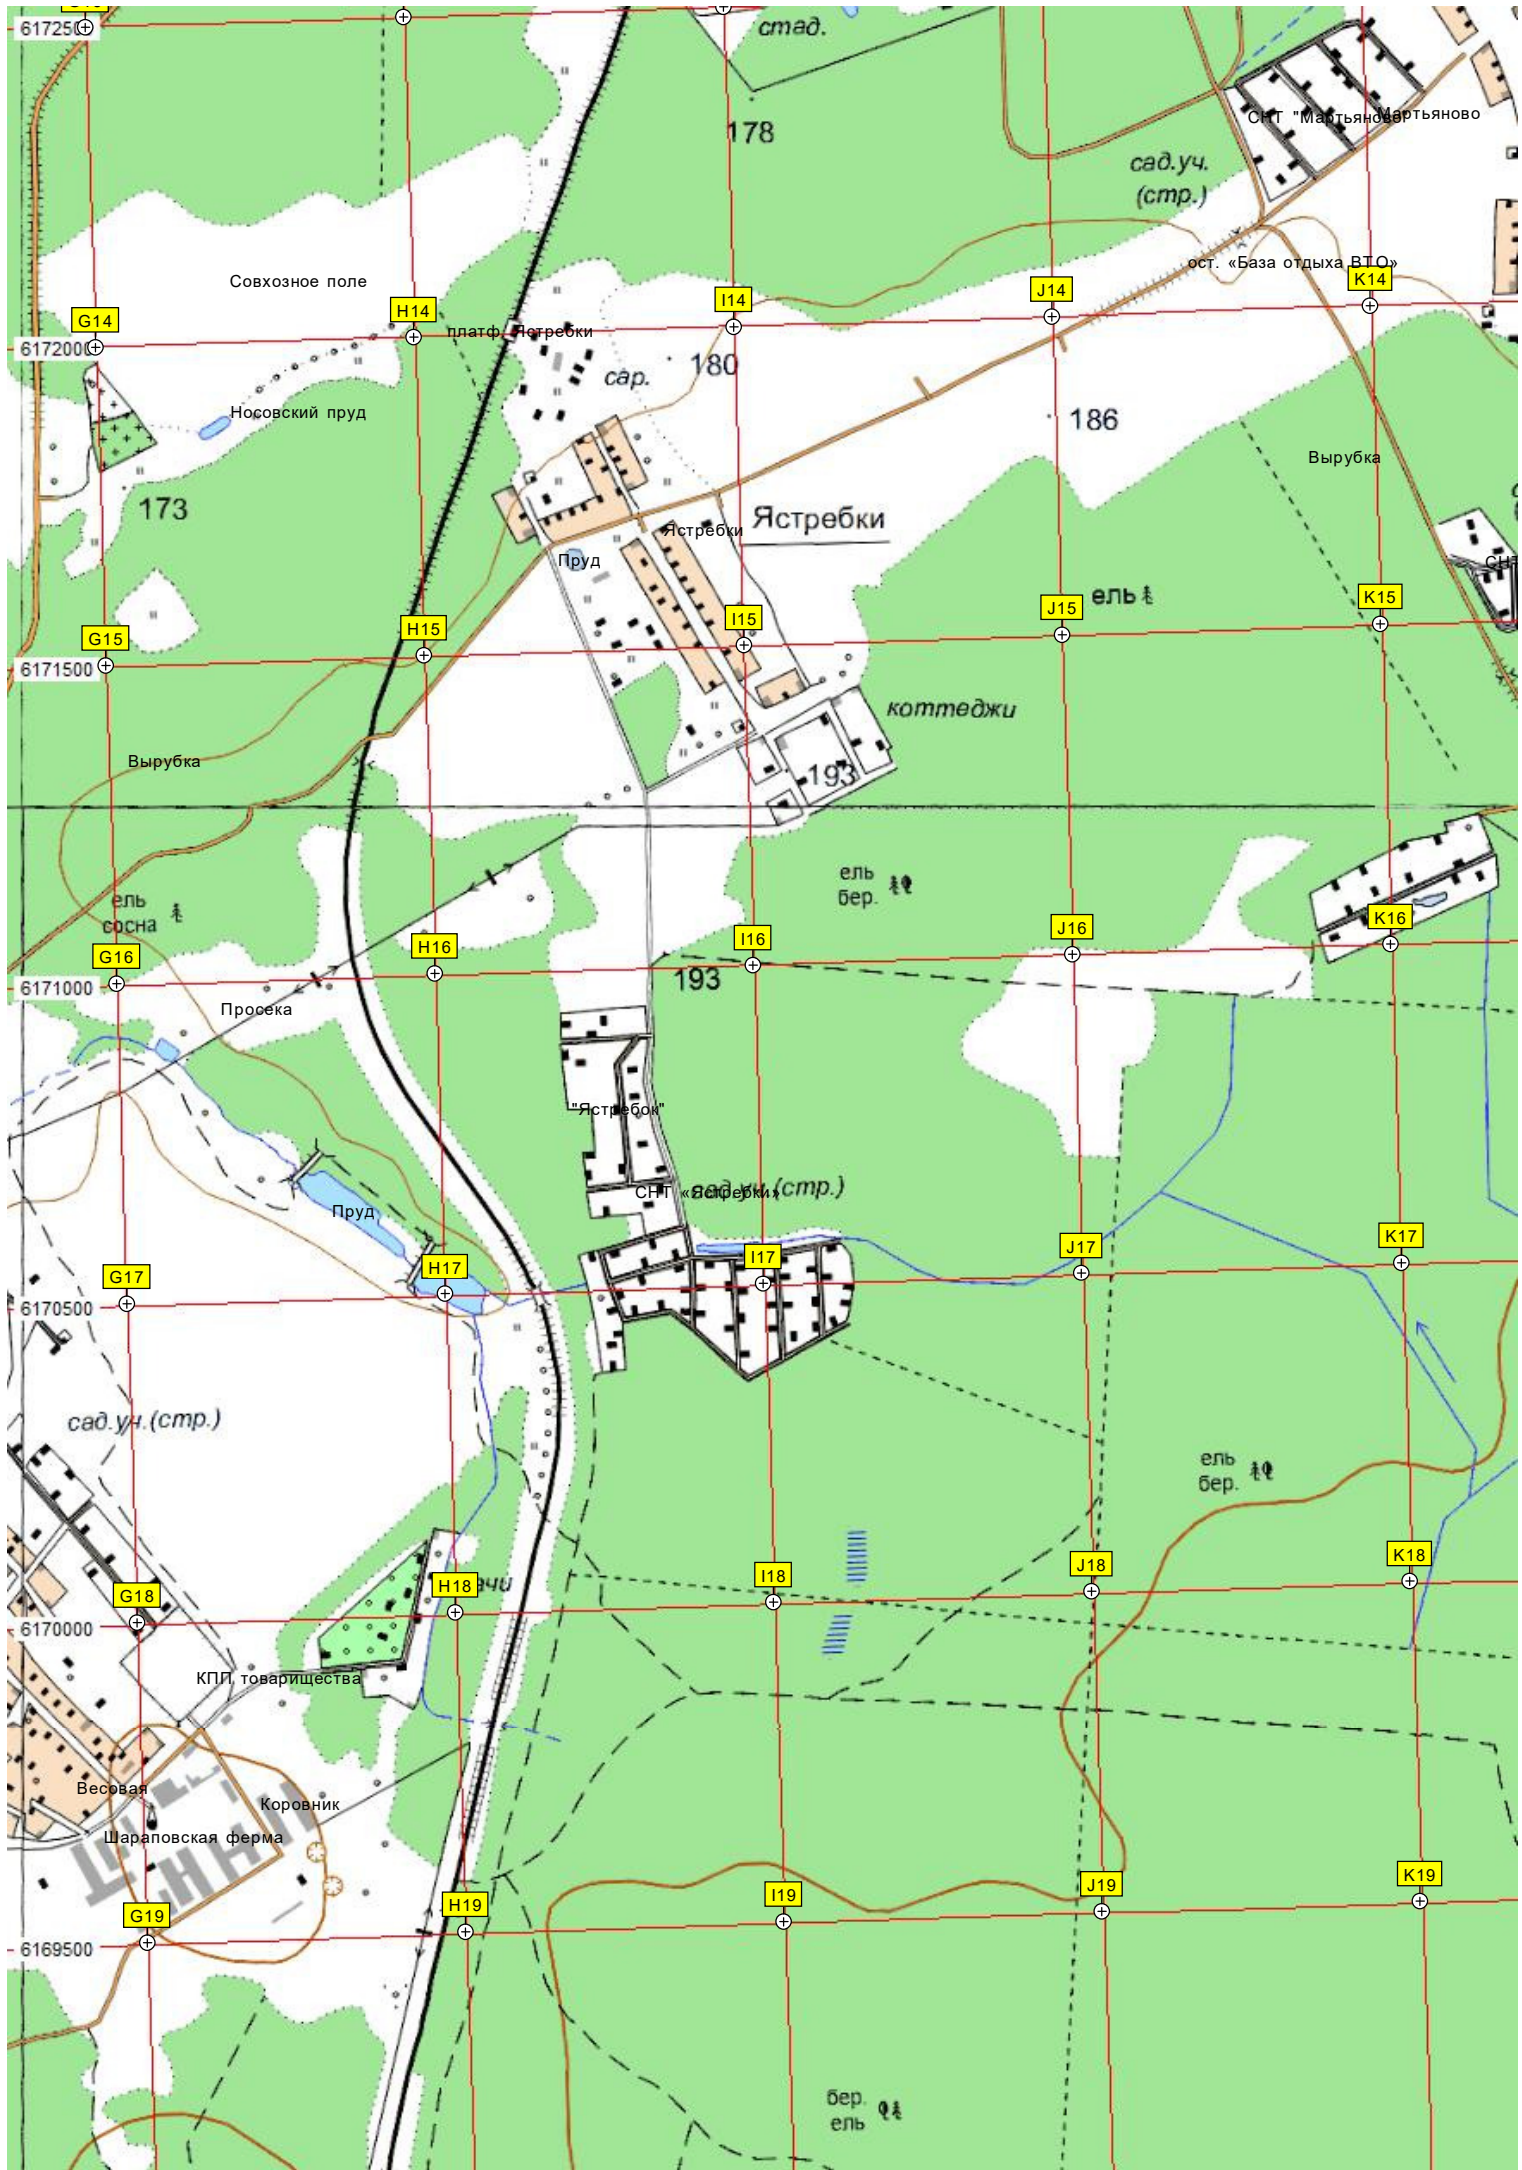 6172500
стад.
178
СНТ "Мартьяново"
Мартьяново
сад.уч.
(стр.)
ост. «База отдыха ВТО»
Совхозное поле
G14
H14
I14
J14
K14
6172000
платф. Ястребки
сар.
180
Носовский пруд
186
Вырубка
173
Ястребки
Ястребки
Пруд
СНТ
ель
G15
H15
I15
J15
K15
6171500
коттеджи
Вырубка
193
ель
бер.
ель
сосна
G16
H16
I16
J16
K16
6171000
193
Просека
"Ястребок"
сад.уч.(стр.)
СНТ «Ястребки»
Пруд
G17
H17
I17
J17
K17
6170500
сад.уч.(стр.)
ель
бер.
G18
H18
I18
J18
K18
6170000
КПП товарищества
Весовая
Коровник
Шараповская ферма
G19
H19
I19
J19
K19
6169500
бер.
ель